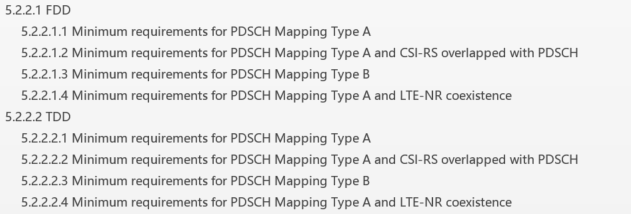 5.2.2.1 FDD
5.2.2.1.1 Minimum requirements for PDSCH Mapping Type A
5.2.2.1.2 Minimum requirements for PDSCH Mapping Type A and CSI-RS overlapped with PDSCH
5.2.2.1.3 Minimum requirements for PDSCH Mapping Type B
5.2.2.1.4 Minimum requirements for PDSCH Mapping Type A and LTE-NR coexistence
5.2.2.2 TDD
5.2.2.2.1 Minimum requirements for PDSCH Mapping Type A
5.2.2.2.2 Minimum requirements for PDSCH Mapping Type A and CSI-RS overlapped with PDSCH
5.2.2.2.3 Minimum requirements for PDSCH Mapping Type B
5.2.2.2.4 Minimum requirements for PDSCH Mapping Type A and LTE-NR coexistence